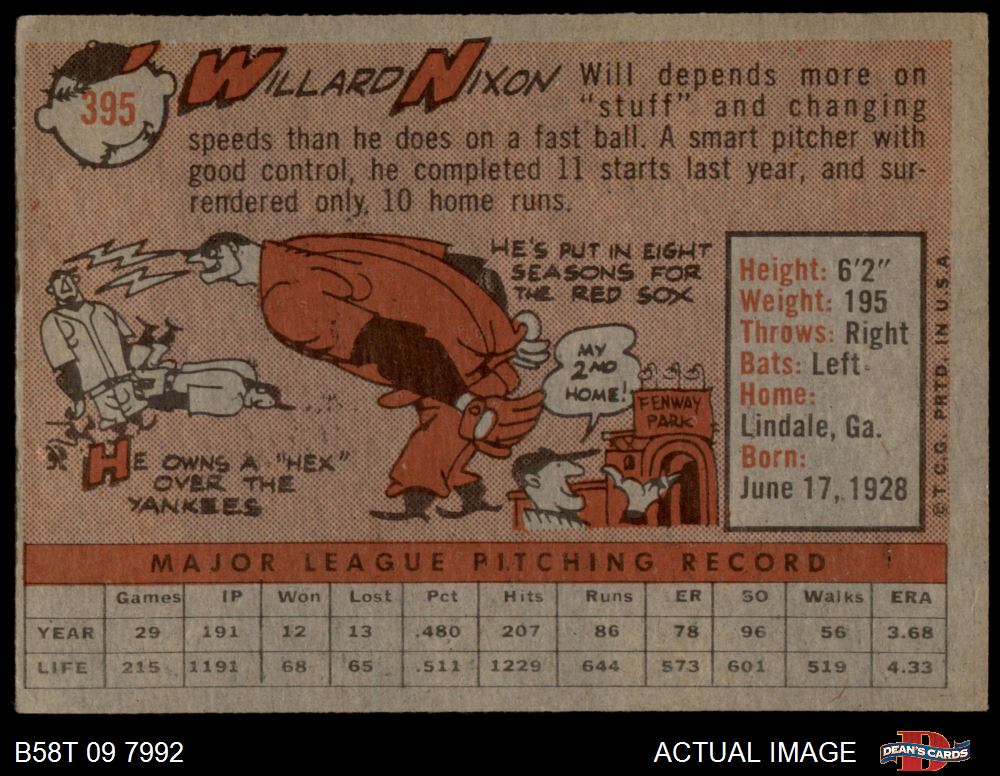 395
WILLARD NIXON
Will depends more on
"stuff" and changing
speeds than he does on a fast ball. A smart pitcher with
good control, he completed 11 starts last year, and sur-
rendered only, 10 home runs.
HE'S PUT IN EIGHT
SEASONS FOR
THE RED SOX
MY
2ND
HOME!
FENWAY
PARK
HE OWNS A "HEX"
OVER THE
YANKEES
Height: 6'2"
Weight: 195
Throws: Right
Bats: Left
Home:
Lindale, Ga.
Born:
June 17, 1928
© T.C.G. PRTD. IN U.S.A.
MAJOR LEAGUE PITCHING RECORD
Games IP Won Lost Pct Hits Runs ER SO Walks ERA
YEAR 29 191 12 13 .480 207 86 78 96 56 3.68
LIFE 215 1191 68 65 .511 1229 644 573 601 519 4.33
B58T 09 7992
ACTUAL IMAGE
D
DEAN'S CARDS